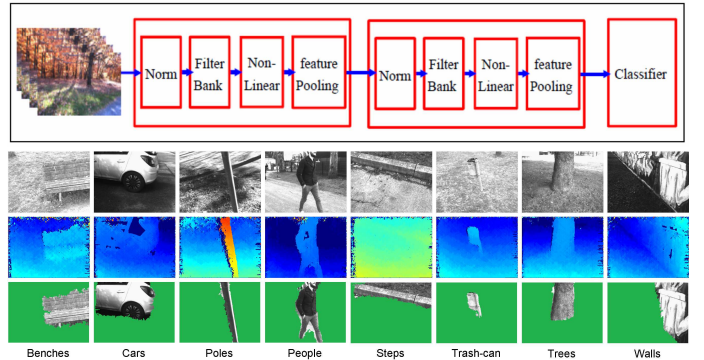 Norm
Filter
Bank
Non-
Linear
feature
Pooling
Norm
Filter
Bank
Non-
Linear
feature
Pooling
Classifier
Benches Cars Poles People Steps Trash-can Trees Walls